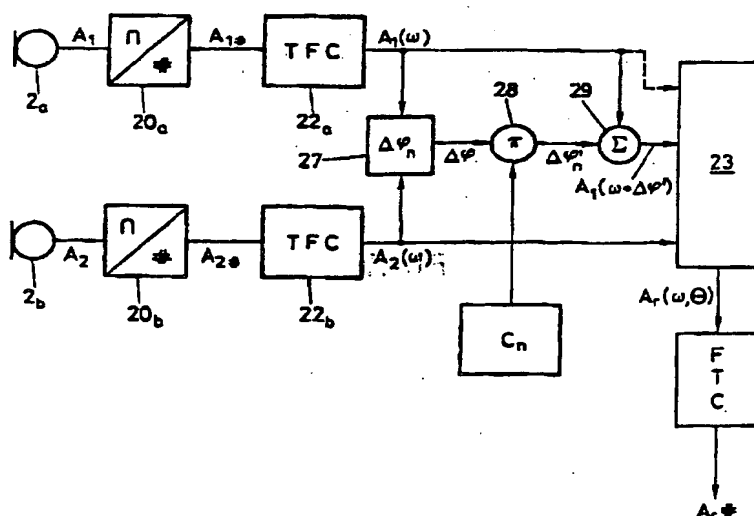 A₁
∩
#
A₁*
TFC
A₁(ω)
28
29
2ₐ
20ₐ
22ₐ
27
Δφₙ
Δφ
π
Δφ'ₙ
Σ
A₁(ω+Δφ')
23
A₂
∩
#
A₂*
TFC
A₂(ω)
2b
20b
22b
Cₙ
Aᵣ(ω,Θ)
F
T
C
Aᵣ#